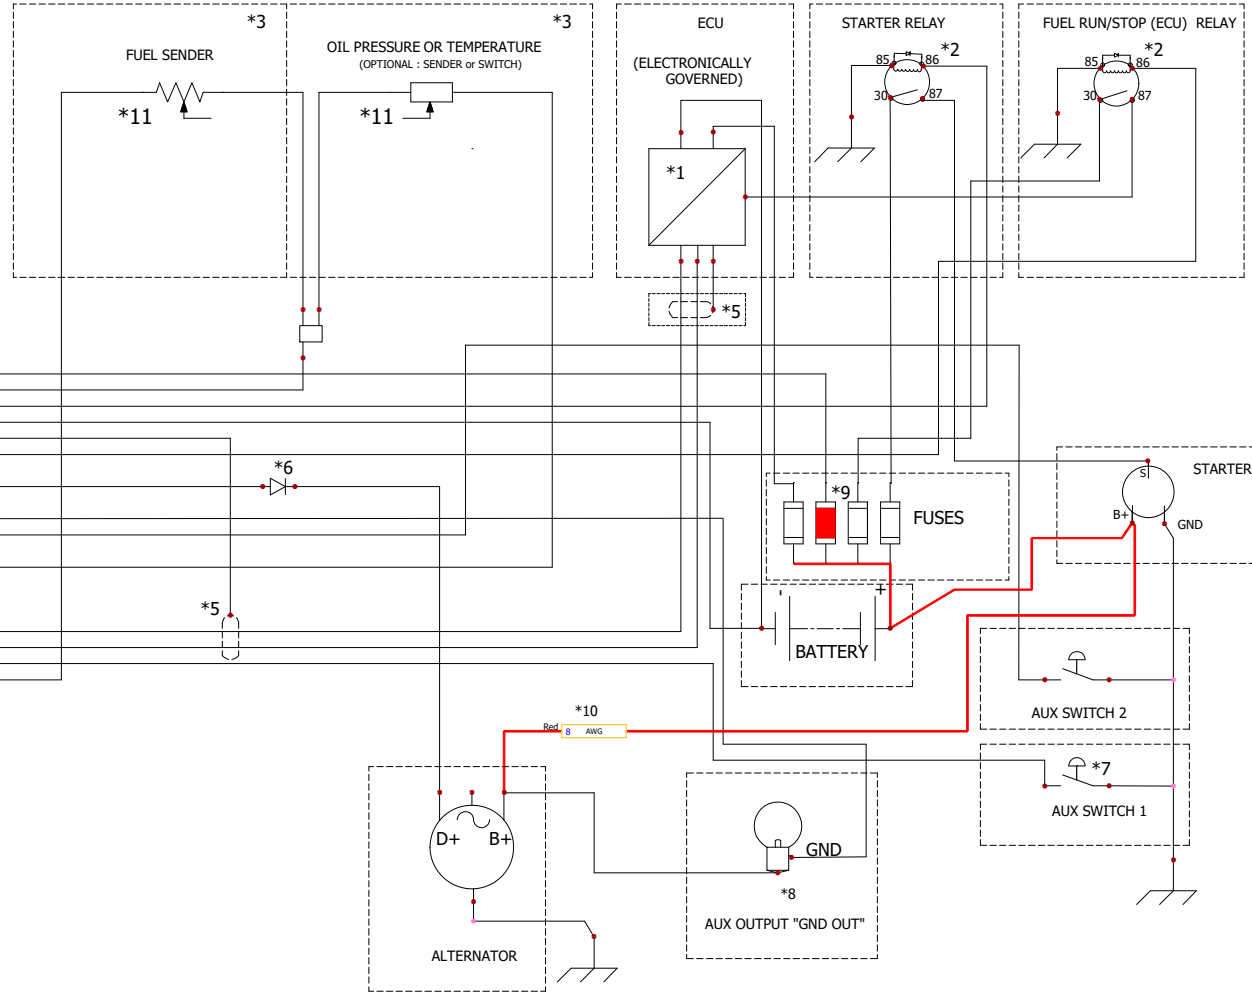 *3
*3
FUEL SENDER
OIL PRESSURE OR TEMPERATURE
(OPTIONAL : SENDER or SWITCH)
*11
*11
ECU
(ELECTRONICALLY
GOVERNED)
*1
*5
STARTER RELAY
*2
85
86
30
87
FUEL RUN/STOP (ECU) RELAY
*2
85
86
30
87
*6
*5
*9
FUSES
- +
BATTERY
STARTER
S
B+
GND
AUX SWITCH 2
*7
AUX SWITCH 1
*10
Red 8 AWG
D+ B+
ALTERNATOR
GND
*8
AUX OUTPUT "GND OUT"